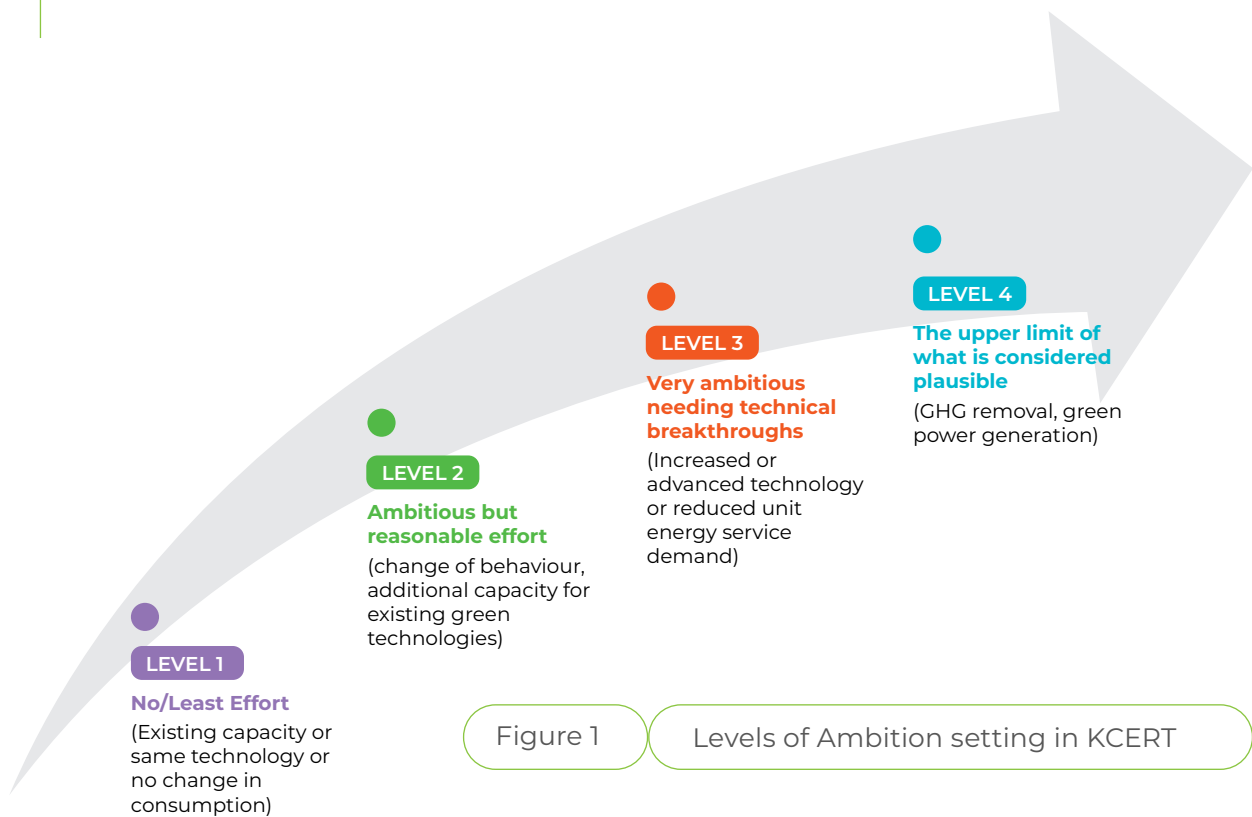 LEVEL 1
No/Least Effort
(Existing capacity or
same technology or
no change in
consumption)
LEVEL 2
Ambitious but
reasonable effort
(change of behaviour,
additional capacity for
existing green
technologies)
LEVEL 3
Very ambitious
needing technical
breakthroughs
(Increased or
advanced technology
or reduced unit
energy service
demand)
LEVEL 4
The upper limit of
what is considered
plausible
(GHG removal, green
power generation)
Figure 1
Levels of Ambition setting in KCERT